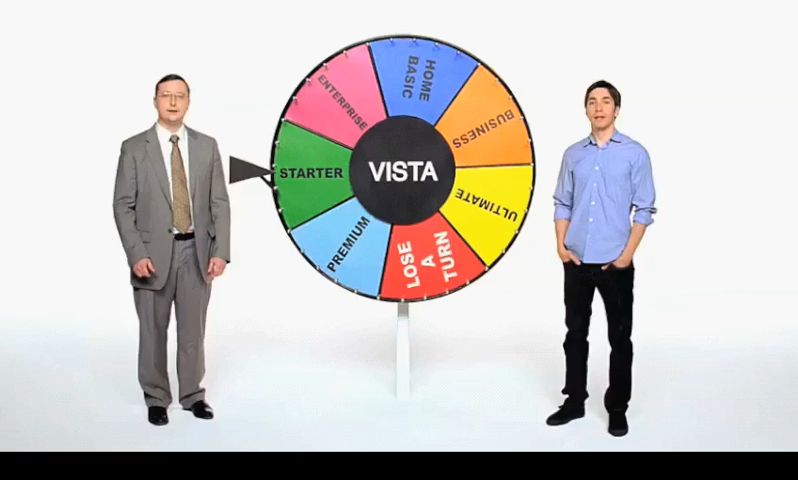 HOME
BASIC
BUSINESS
ULTIMATE
LOSE
A
TURN
PREMIUM
STARTER
ENTERPRISE
VISTA